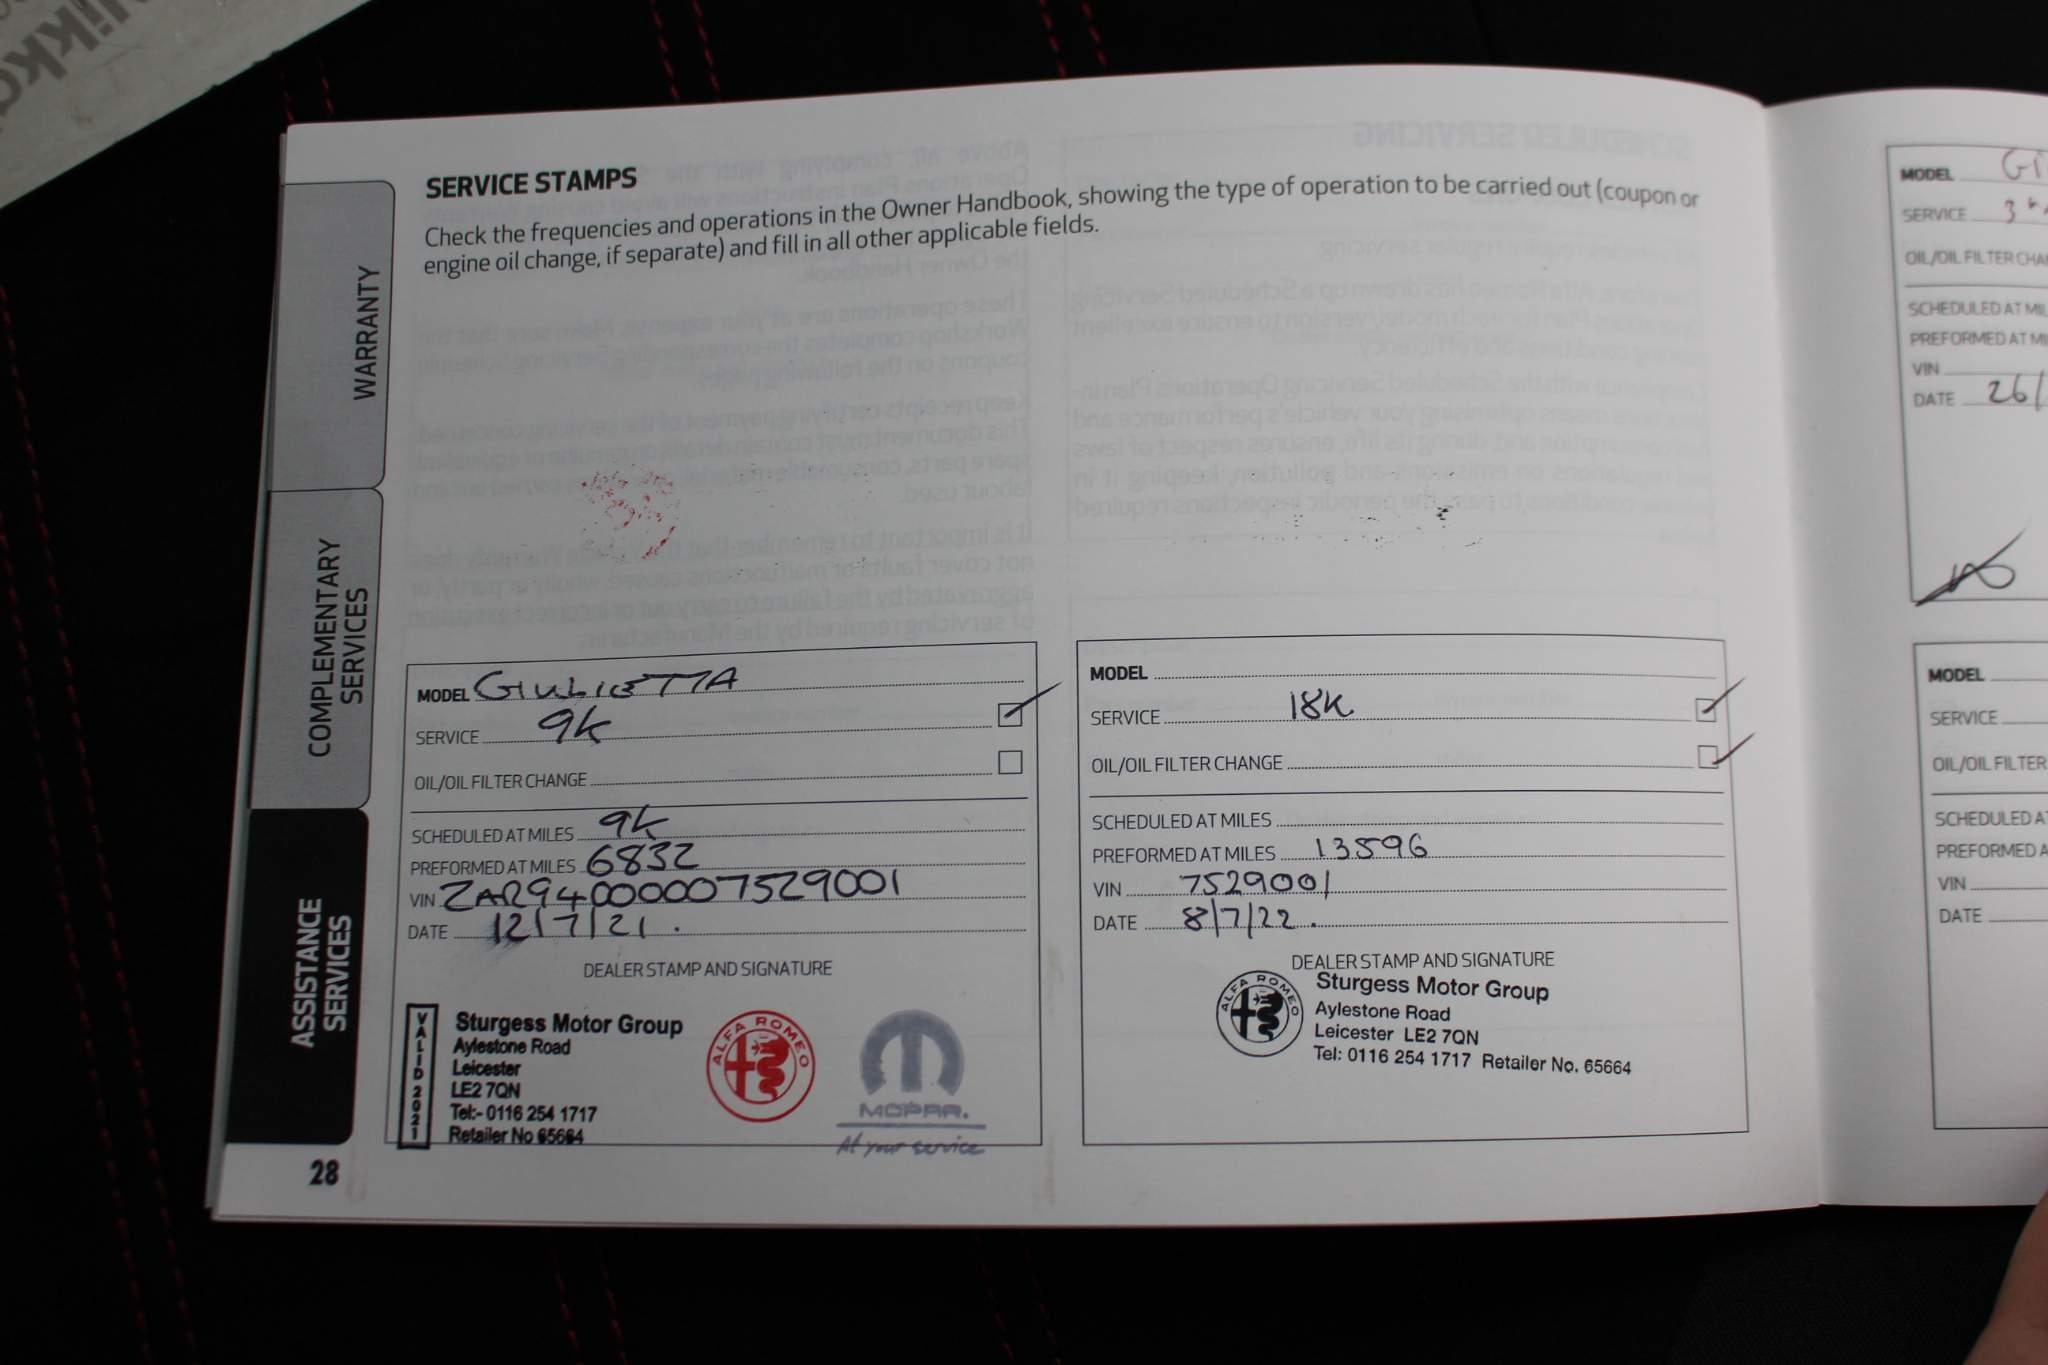 SERVICE STAMPS
Check the frequencies and operations in the Owner Handbook, showing the type of operation to be carried out (coupon or
engine oil change, if separate) and fill in all other applicable fields.
WARRANTY
COMPLEMENTARY
SERVICES
ASSISTANCE
SERVICES
MODEL GIULIETTA
SERVICE 9K
OIL/OIL FILTER CHANGE
SCHEDULED AT MILES 9K
PREFORMED AT MILES 6832
VIN ZAR94000007529001
DATE 12/7/21.
DEALER STAMP AND SIGNATURE
VALID 2021
Sturgess Motor Group
Aylestone Road
Leicester
LE2 7QN
Tel:- 0116 254 1717
Retailer No 65664
ALFA ROMEO
MOPAR.
At your service
28
MODEL
SERVICE 18K
OIL/OIL FILTER CHANGE
SCHEDULED AT MILES
PREFORMED AT MILES 13596
VIN 7529001
DATE 8/7/22.
DEALER STAMP AND SIGNATURE
ALFA ROMEO
Sturgess Motor Group
Aylestone Road
Leicester LE2 7QN
Tel: 0116 254 1717 Retailer No. 65664
MODEL
SERVICE
OIL/OIL FILTER
SCHEDULED AT
PREFORMED AT
VIN
DATE 26/
MODEL
SERVICE
OIL/OIL FILTER
SCHEDULED
PREFORMED
VIN
DATE